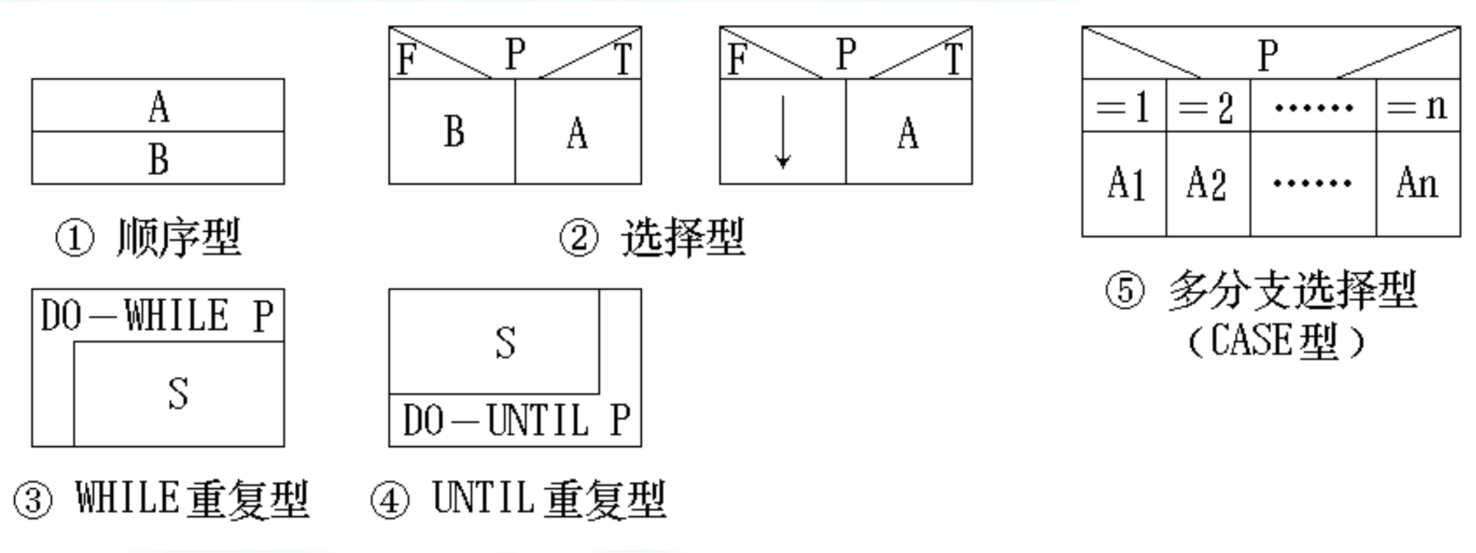 A
B
① 顺序型
F P T
B A
F P T
↓ A
② 选择型
P
=1 =2 …… =n
A1 A2 …… An
⑤ 多分支选择型
（CASE型）
DO－WHILE P
S
③ WHILE重复型
S
DO－UNTIL P
④ UNTIL重复型